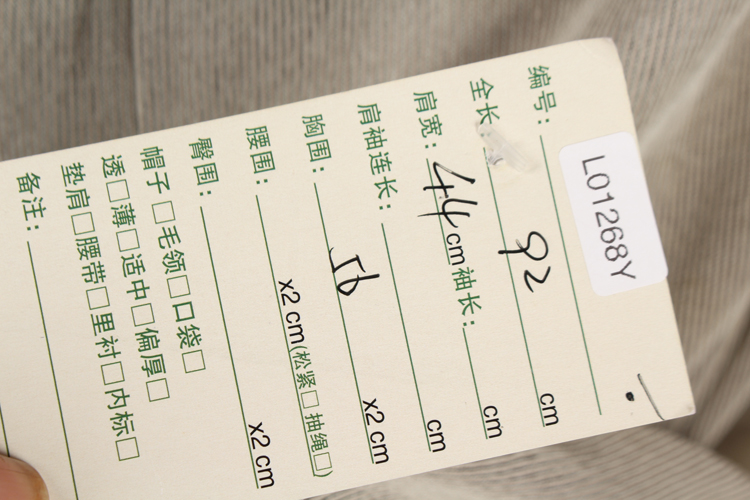 编号: L01268Y
全长 92 cm
肩宽: 44 cm 袖长: cm
肩袖连长: cm
胸围: 56 x2 cm
腰围: x2 cm (松紧□ 抽绳□)
臀围: x2 cm
帽子□ 毛领□ 口袋□
透□ 薄□ 适中□ 偏厚□
垫肩□ 腰带□ 里衬□ 内标□
备注: